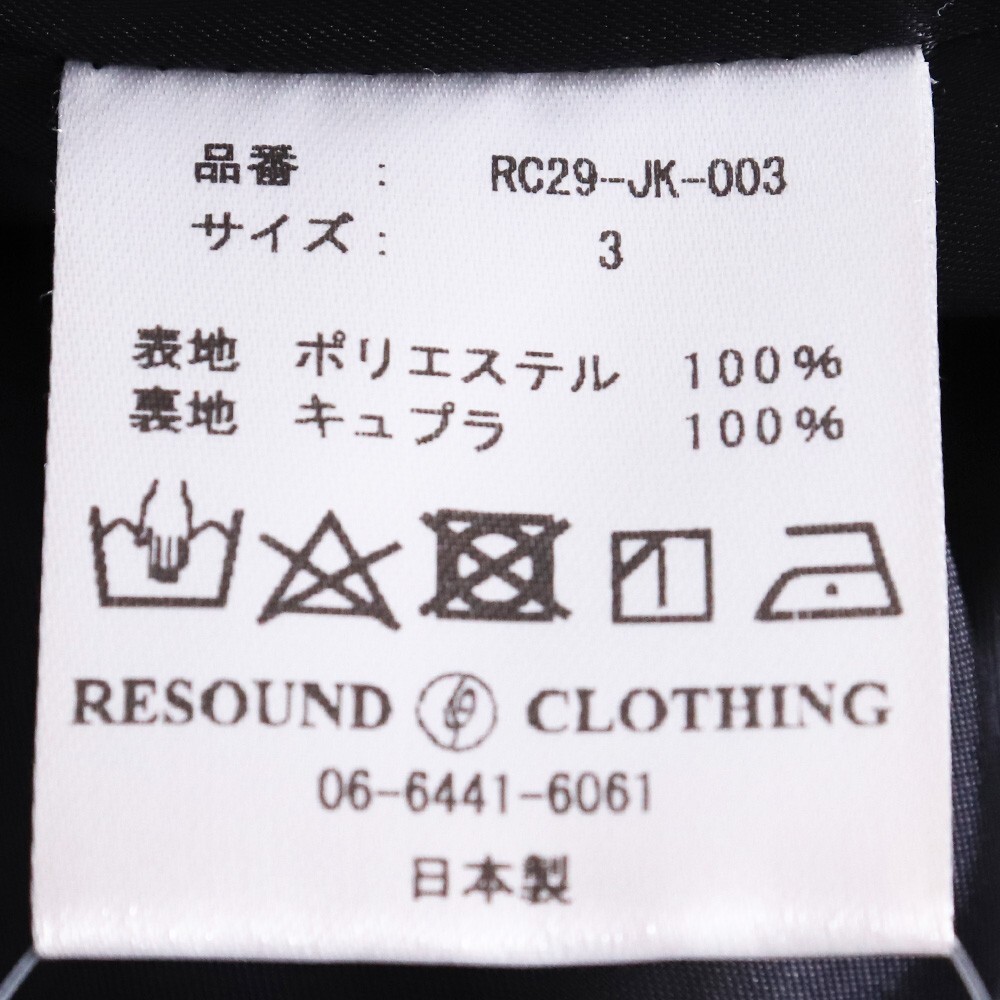 品番 : RC29-JK-003
サイズ : 3
表地 ポリエステル 100%
裏地 キュプラ 100%
RESOUND CLOTHING
06-6441-6061
日本製